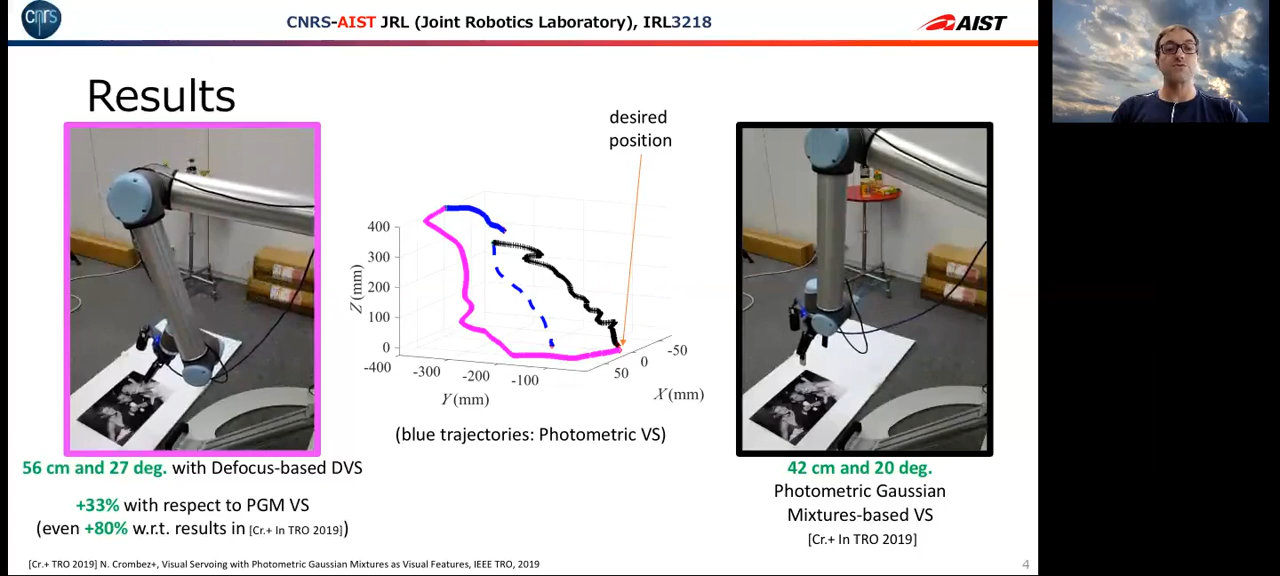 cnrs
CNRS-AIST JRL (Joint Robotics Laboratory), IRL3218
AIST
Results
desired
position
400
300
200
100
0
Z(mm)
-400
-300
-200
-100
Y(mm)
50
0
-50
X(mm)
(blue trajectories: Photometric VS)
56 cm and 27 deg. with Defocus-based DVS
+33% with respect to PGM VS
(even +80% w.r.t. results in [Cr.+ In TRO 2019])
42 cm and 20 deg.
Photometric Gaussian
Mixtures-based VS
[Cr.+ In TRO 2019]
[Cr.+ TRO 2019] N. Crombez+, Visual Servoing with Photometric Gaussian Mixtures as Visual Features, IEEE TRO, 2019
4